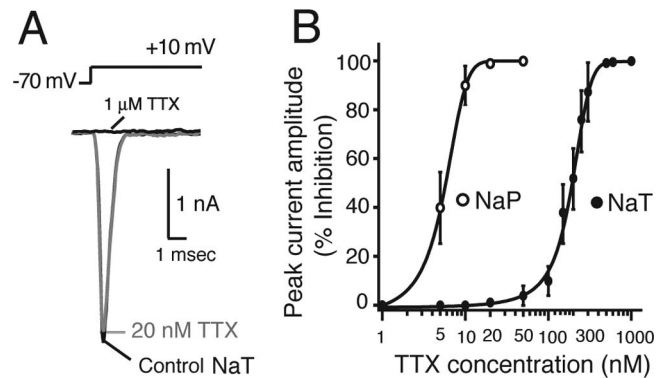 A
+10 mV
-70 mV
1 μM TTX
1 nA
1 msec
20 nM TTX
Control NaT
B
Peak current amplitude
(% Inhibition)
100
80
60
40
20
0
NaP
NaT
1 5 10 20 50 100 300 1000
TTX concentration (nM)